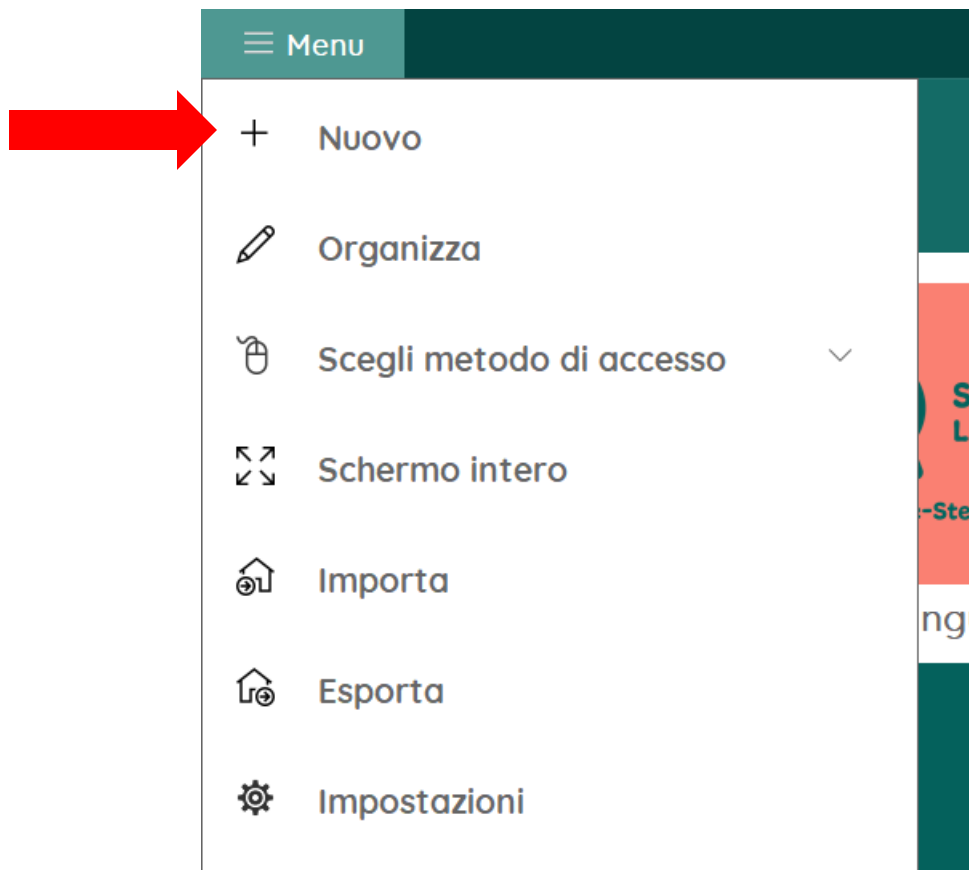 Menu
Nuovo
Organizza
Scegli metodo di accesso
Schermo intero
Importa
Esporta
Impostazioni